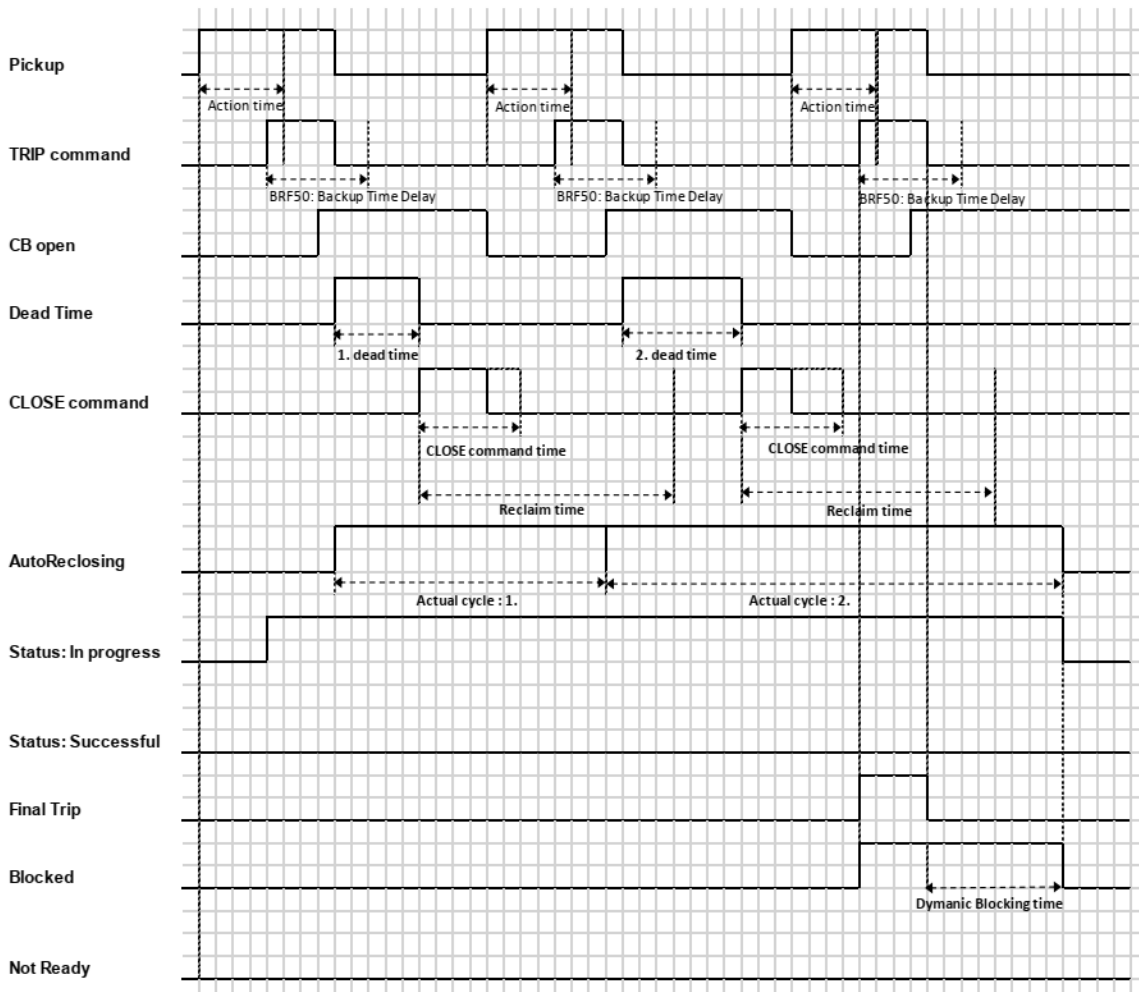 Pickup
Action time
Action time
Action time
TRIP command
BRF50: Backup Time Delay
BRF50: Backup Time Delay
BRF50: Backup Time Delay
CB open
Dead Time
1. dead time
2. dead time
CLOSE command
CLOSE command time
CLOSE command time
Reclaim time
Reclaim time
AutoReclosing
Actual cycle : 1.
Actual cycle : 2.
Status: In progress
Status: Successful
Final Trip
Blocked
Dymanic Blocking time
Not Ready